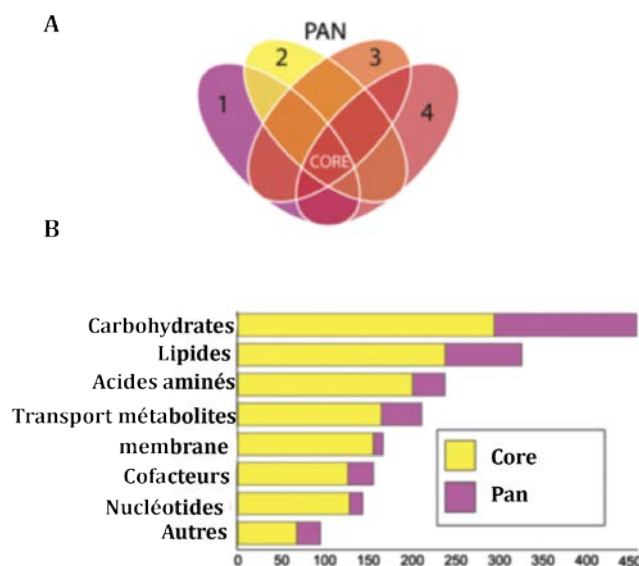 A
PAN
1
2
3
4
CORE
B
Carbohydrates
Lipides
Acides aminés
Transport métabolites
membrane
Cofacteurs
Nucléotides
Autres
Core
Pan
0 50 100 150 200 250 300 350 400 450